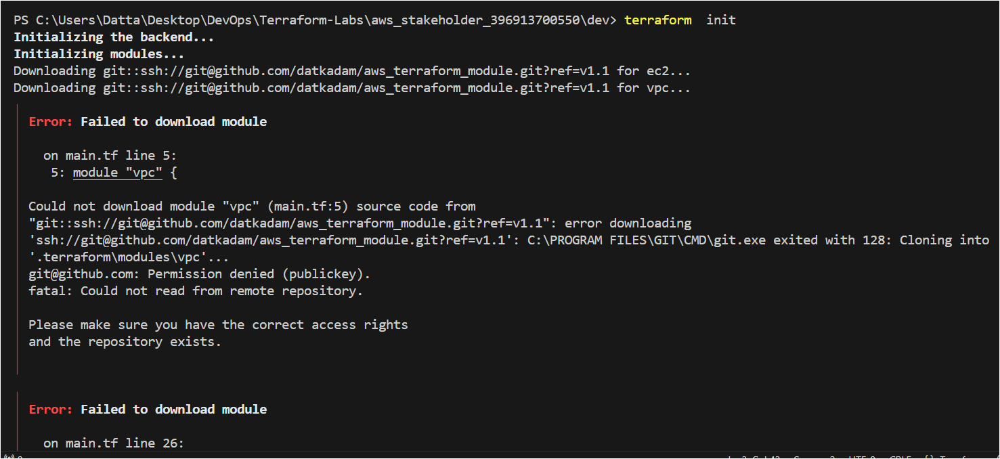 PS C:\Users\Datta\Desktop\DevOps\Terraform-Labs\aws_stakeholder_396913700550\dev> terraform  init
Initializing the backend...
Initializing modules...
Downloading git::ssh://git@github.com/datkadam/aws_terraform_module.git?ref=v1.1 for ec2...
Downloading git::ssh://git@github.com/datkadam/aws_terraform_module.git?ref=v1.1 for vpc...
Error: Failed to download module
on main.tf line 5:
5: module "vpc" {
Could not download module "vpc" (main.tf:5) source code from
"git::ssh://git@github.com/datkadam/aws_terraform_module.git?ref=v1.1": error downloading
'ssh://git@github.com/datkadam/aws_terraform_module.git?ref=v1.1': C:\PROGRAM FILES\GIT\CMD\git.exe exited with 128: Cloning into
'.terraform\modules\vpc'...
git@github.com: Permission denied (publickey).
fatal: Could not read from remote repository.
Please make sure you have the correct access rights
and the repository exists.
Error: Failed to download module
on main.tf line 26: